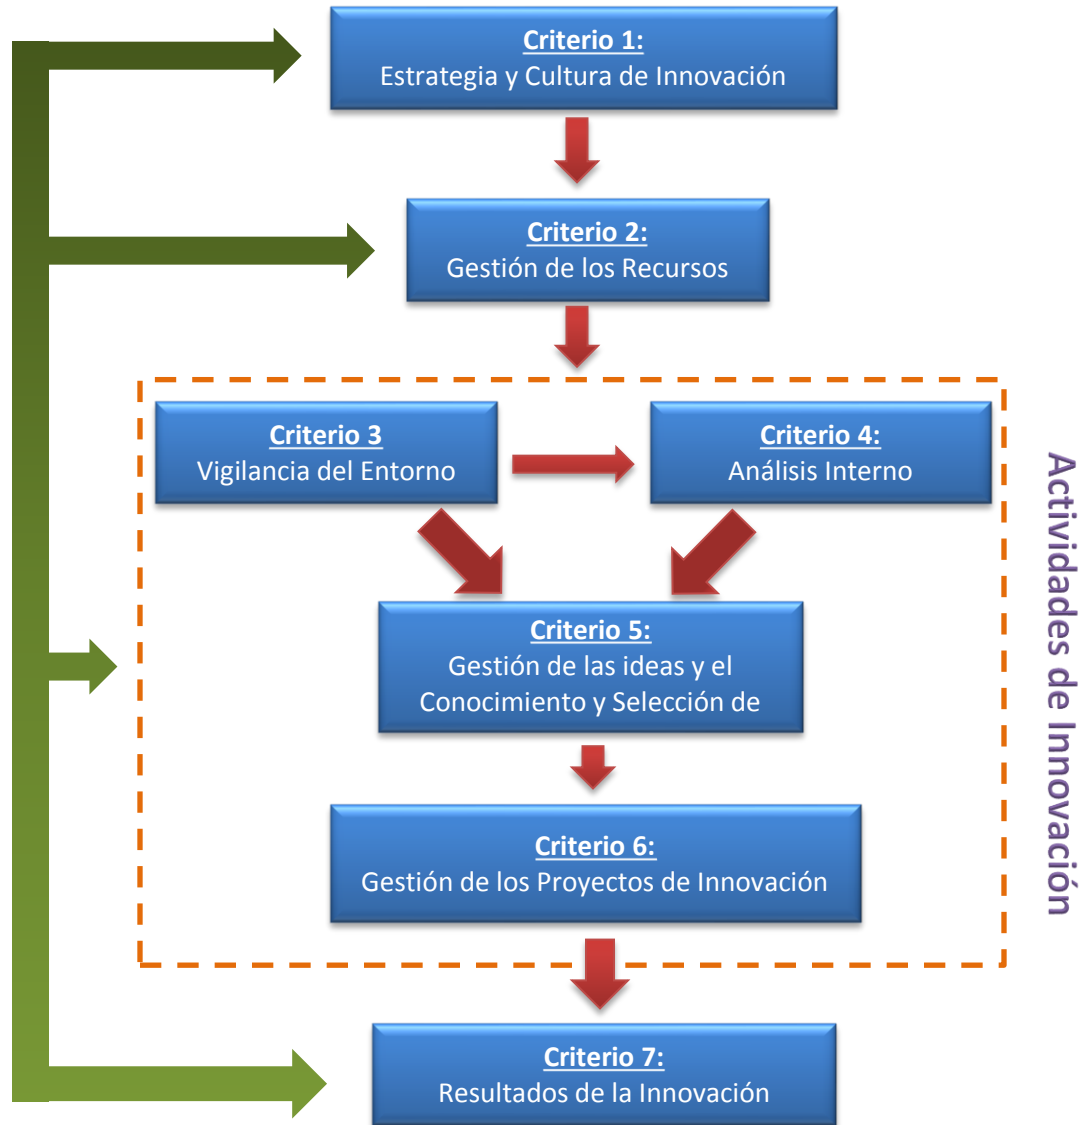 Criterio 1:
Estrategia y Cultura de Innovación
Criterio 2:
Gestión de los Recursos
Criterio 3
Vigilancia del Entorno
Criterio 4:
Análisis Interno
Criterio 5:
Gestión de las ideas y el
Conocimiento y Selección de
Criterio 6:
Gestión de los Proyectos de Innovación
Criterio 7:
Resultados de la Innovación
Actividades de Innovación